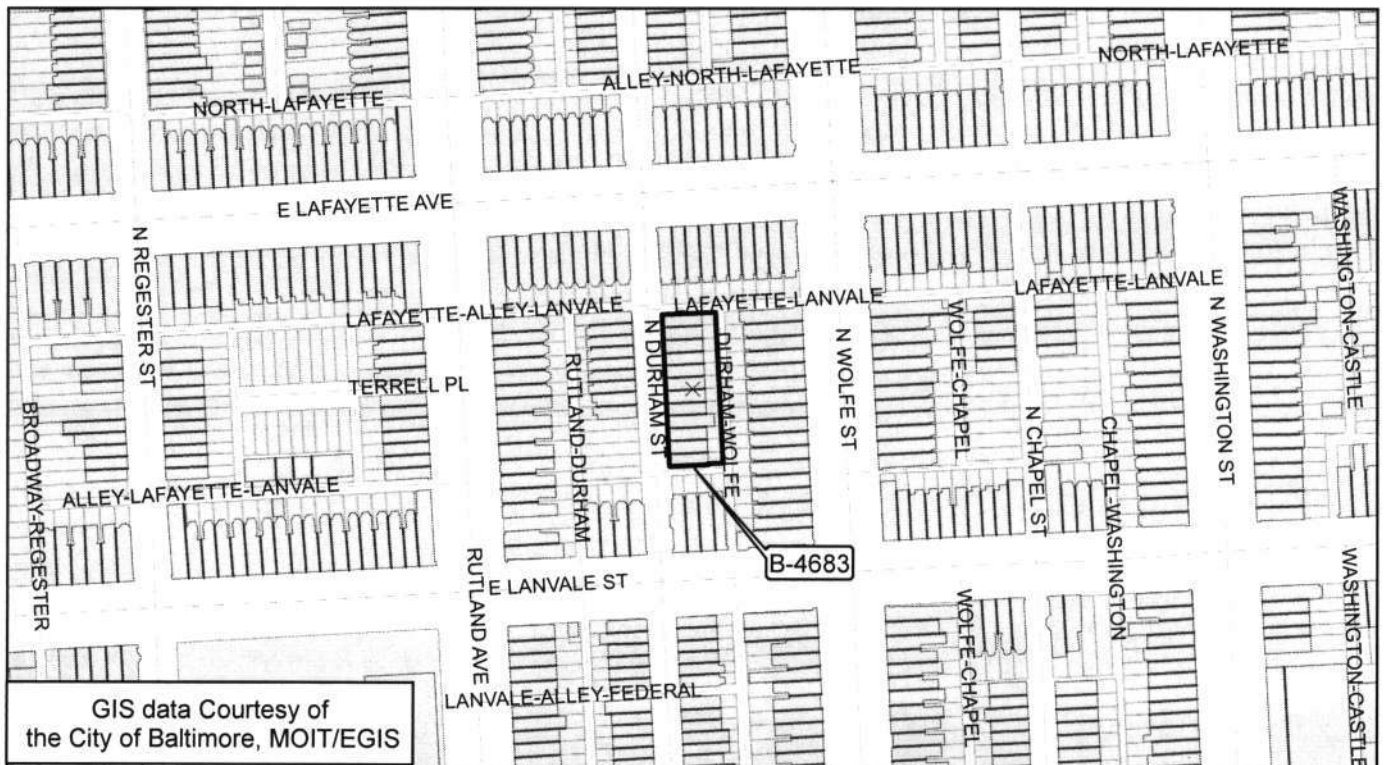 NORTH-LAFAYETTE
ALLEY-NORTH-LAFAYETTE
NORTH-LAFAYETTE
E LAFAYETTE AVE
N REGESTER ST
WASHINGTON-CASTLE
LAFAYETTE-ALLEY-LANVALE
LAFAYETTE-LANVALE
LAFAYETTE-LANVALE
N DURHAM ST
DURHAM-WOLFE
N WOLFE ST
WOLFE-CHAPEL
N WASHINGTON ST
RUTLAND-DURHAM
TERRELL PL
BROADWAY-REGESTER
N CHAPEL ST
CHAPEL-WASHINGTON
ALLEY-LAFAYETTE-LANVALE
B-4683
RUTLAND AVE
E LANVALE ST
WOLFE-CHAPEL
WASHINGTON-CASTLE
LANVALE-ALLEY-FEDERAL
GIS data Courtesy of
the City of Baltimore, MOIT/EGIS